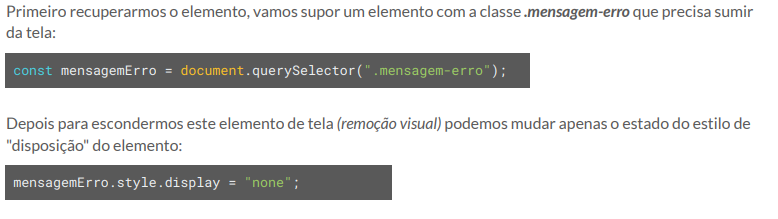 Primeiro recuperarmos o elemento, vamos supor um elemento com a classe .mensagem-erro que precisa sumir
da tela:
const mensagemErro = document.querySelector(".mensagem-erro");
Depois para escondermos este elemento de tela (remoção visual) podemos mudar apenas o estado do estilo de
"disposição" do elemento:
mensagemErro.style.display = "none";